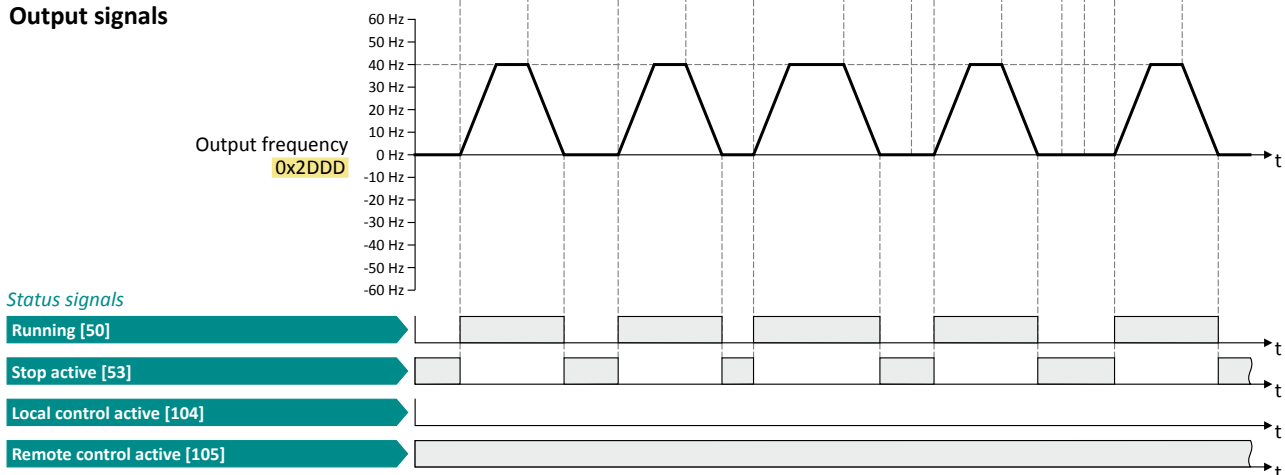 Output signals
60 Hz
50 Hz
40 Hz
30 Hz
20 Hz
10 Hz
0 Hz
-10 Hz
-20 Hz
-30 Hz
-40 Hz
-50 Hz
-60 Hz
Output frequency
0x2DDD
t
Status signals
Running [50]
t
Stop active [53]
t
Local control active [104]
t
Remote control active [105]
t